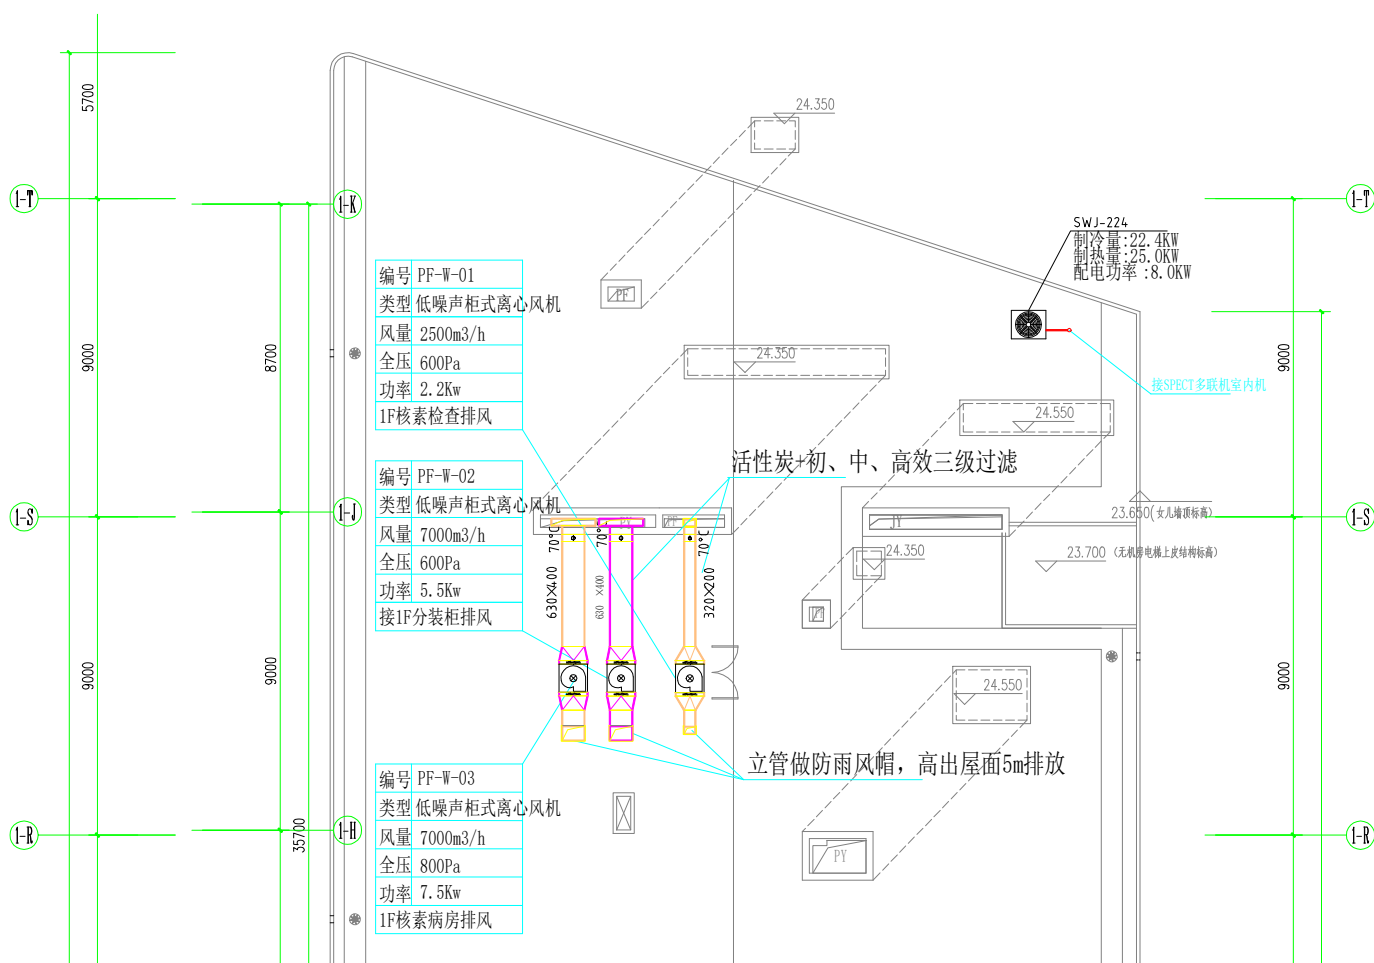 24.350
5700
1-T
1-K
1-T
SWJ-224
制冷量:22.4KW
制热量:25.0KW
配电功率:8.0KW
编号 PF-W-01
类型 低噪声柜式离心风机
风量 2500m3/h
全压 600Pa
功率 2.2Kw
1F核素检查排风
PF
9000
8700
24.350
9000
接SPECT多联机室内机
24.550
活性炭+初、中、高效三级过滤
编号 PF-W-02
类型 低噪声柜式离心风机
风量 7000m3/h
全压 600Pa
功率 5.5Kw
接1F分装柜排风
1-S
1-J
1-S
PY
JY
23.650(女儿墙顶标高)
70°C
70°
70°C
24.350
23.700 (无机房电梯上皮结构标高)
630×400
630 ×400
320×200
9000
9000
9000
24.550
立管做防雨风帽，高出屋面5m排放
编号 PF-W-03
类型 低噪声柜式离心风机
风量 7000m3/h
全压 800Pa
功率 7.5Kw
1F核素病房排风
1-R
1-H
1-R
35700
PY